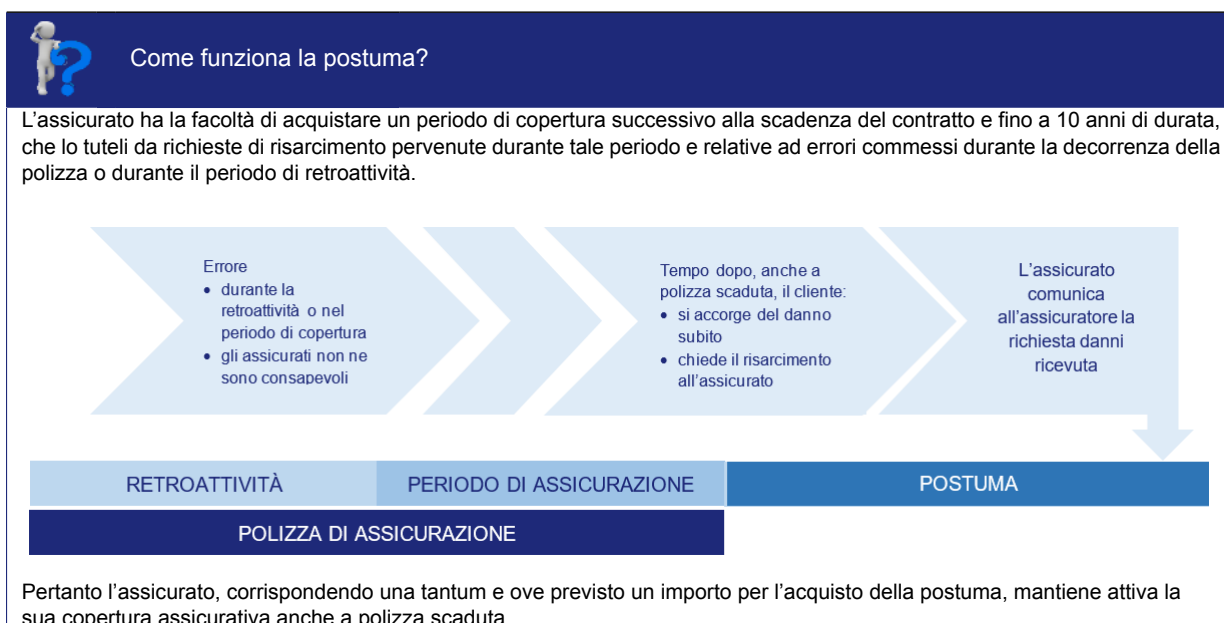 Come funziona la postuma?
L'assicurato ha la facoltà di acquistare un periodo di copertura successivo alla scadenza del contratto e fino a 10 anni di durata,
che lo tuteli da richieste di risarcimento pervenute durante tale periodo e relative ad errori commessi durante la decorrenza della
polizza o durante il periodo di retroattività.
Errore
• durante la
retroattività o nel
periodo di copertura
• gli assicurati non ne
sono consapevoli
Tempo dopo, anche a
polizza scaduta, il cliente:
• si accorge del danno
subito
• chiede il risarcimento
all'assicurato
L'assicurato
comunica
all'assicuratore la
richiesta danni
ricevuta
RETROATTIVITÀ
PERIODO DI ASSICURAZIONE
POSTUMA
POLIZZA DI ASSICURAZIONE
Pertanto l'assicurato, corrispondendo una tantum e ove previsto un importo per l'acquisto della postuma, mantiene attiva la
sua copertura assicurativa anche a polizza scaduta